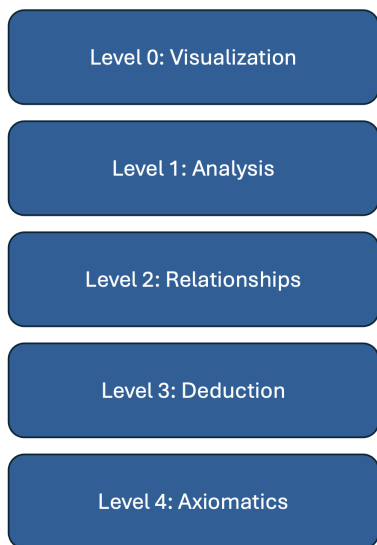 Level 0: Visualization
Level 1: Analysis
Level 2: Relationships
Level 3: Deduction
Level 4: Axiomatics